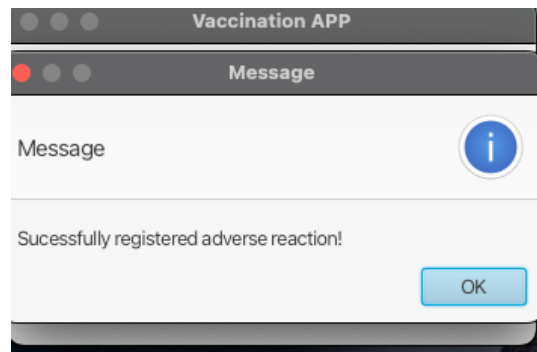 Vaccination APP
Message
Message
i
Sucessfully registered adverse reaction!
OK